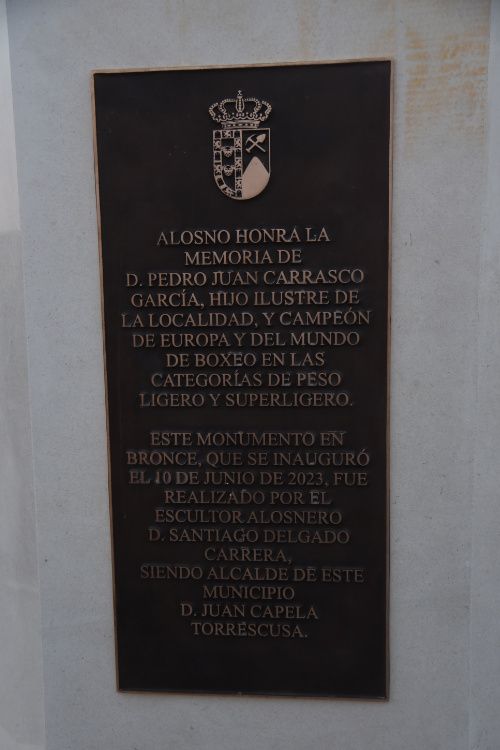 ALOSNO HONRA LA
MEMORIA DE
D. PEDRO JUAN CARRASCO
GARCÍA, HIJO ILUSTRE DE
LA LOCALIDAD, Y CAMPEÓN
DE EUROPA Y DEL MUNDO
DE BOXEO EN LAS
CATEGORÍAS DE PESO
LIGERO Y SUPERLIGERO.
ESTE MONUMENTO EN
BRONCE, QUE SE INAUGURÓ
EL 10 DE JUNIO DE 2023, FUE
REALIZADO POR EL
ESCULTOR ALOSNERO
D. SANTIAGO DELGADO
CARRERA,
SIENDO ALCALDE DE ESTE
MUNICIPIO
D. JUAN CAPELA
TORRESCUSA.